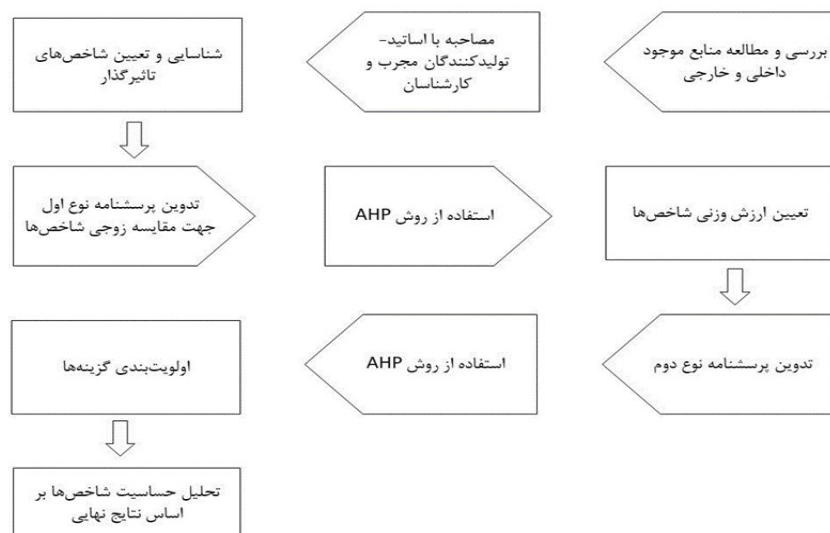 بررسی و مطالعه منابع موجود
داخلی و خارجی
مصاحبه با اساتید-
تولیدکنندگان مجرب و
کارشناسان
شناسایی و تعیین شاخص‌های
تاثیرگذار
تدوین پرسشنامه نوع اول
جهت مقایسه زوجی شاخص‌ها
استفاده از روش AHP
تعیین ارزش وزنی شاخص‌ها
تدوین پرسشنامه نوع دوم
استفاده از روش AHP
اولویت‌بندی گزینه‌ها
تحلیل حساسیت شاخص‌ها بر
اساس نتایج نهایی